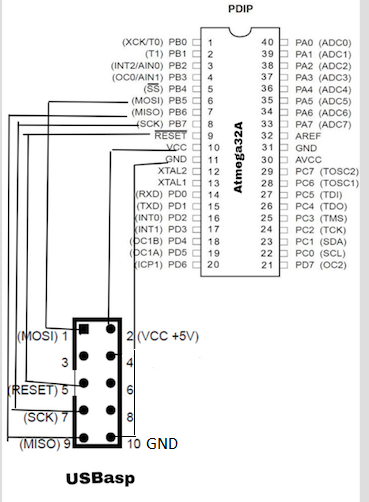 PDIP
(XCK/T0) PB0 1 40 PA0 (ADC0)
(T1) PB1 2 39 PA1 (ADC1)
(INT2/AIN0) PB2 3 38 PA2 (ADC2)
(OC0/AIN1) PB3 4 37 PA3 (ADC3)
(SS) PB4 5 36 PA4 (ADC4)
(MOSI) PB5 6 35 PA5 (ADC5)
(MISO) PB6 7 34 PA6 (ADC6)
(SCK) PB7 8 33 PA7 (ADC7)
RESET 9 32 AREF
VCC 10 31 GND
GND 11 30 AVCC
XTAL2 12 29 PC7 (TOSC2)
XTAL1 13 28 PC6 (TOSC1)
(RXD) PD0 14 27 PC5 (TDI)
(TXD) PD1 15 26 PC4 (TDO)
(INT0) PD2 16 25 PC3 (TMS)
(INT1) PD3 17 24 PC2 (TCK)
(OC1B) PD4 18 23 PC1 (SDA)
(OC1A) PD5 19 22 PC0 (SCL)
(ICP1) PD6 20 21 PD7 (OC2)
Atmega32A
(MOSI) 1 2 (VCC +5V)
3 4
(RESET) 5 6
(SCK) 7 8
(MISO) 9 10 GND
USBasp